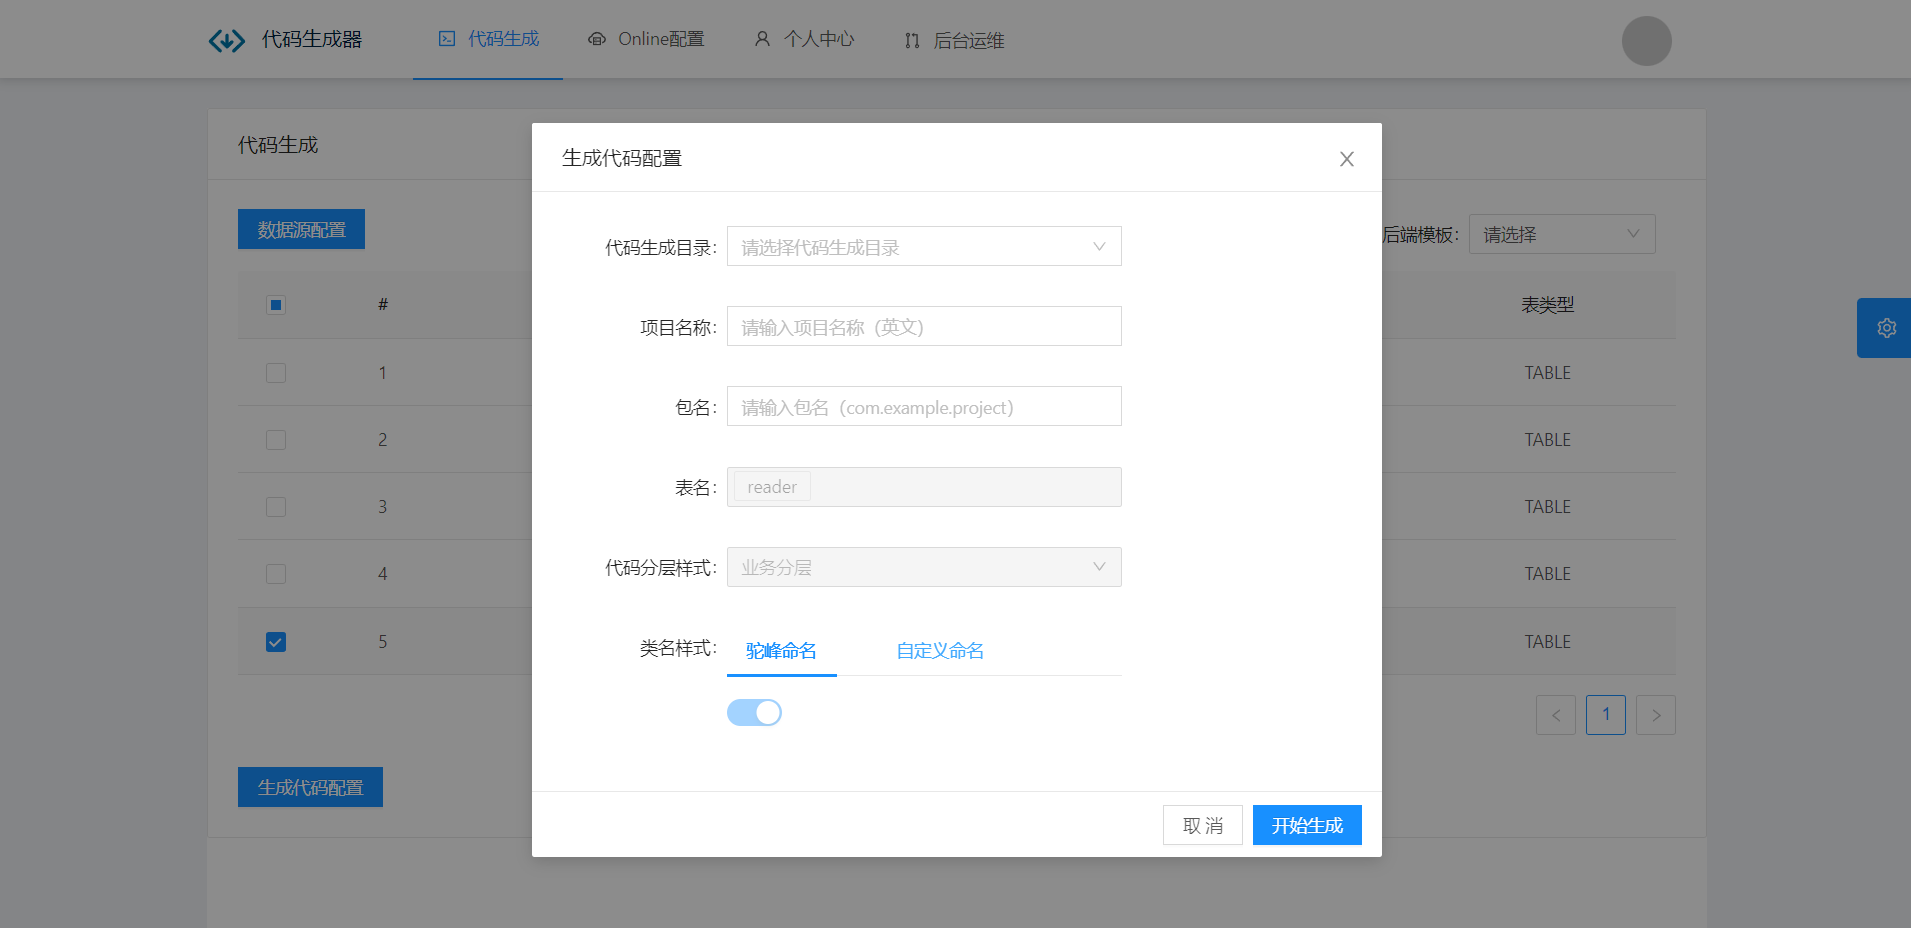 代码生成器
代码生成
Online配置
个人中心
后台运维
代码生成
数据源配置
后端模板:
请选择
#
表类型
1
TABLE
2
TABLE
3
TABLE
4
TABLE
5
TABLE
1
生成代码配置
生成代码配置
代码生成目录:
请选择代码生成目录
项目名称:
请输入项目名称（英文）
包名:
请输入包名（com.example.project）
表名:
reader
代码分层样式:
业务分层
类名样式:
驼峰命名
自定义命名
取 消
开始生成